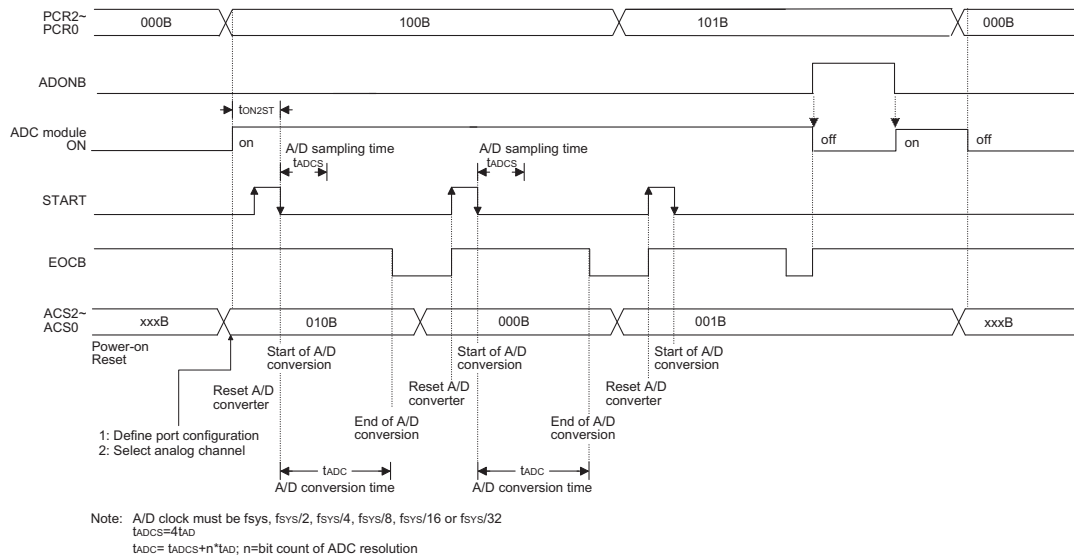 PCR2~
PCR0
000B
100B
101B
000B
ADONB
tON2ST
ADC module
ON
on
off
on
off
A/D sampling time
tADCS
A/D sampling time
tADCS
START
EOCB
ACS2~
ACS0
xxxB
010B
000B
001B
xxxB
Power-on
Reset
Start of A/D
conversion
Start of A/D
conversion
Start of A/D
conversion
Reset A/D
converter
Reset A/D
converter
Reset A/D
converter
End of A/D
conversion
End of A/D
conversion
1: Define port configuration
2: Select analog channel
tADC
A/D conversion time
tADC
A/D conversion time
Note: A/D clock must be fsys, fSYS/2, fSYS/4, fSYS/8, fSYS/16 or fSYS/32
tADCS=4tAD
tADC= tADCS+n*tAD; n=bit count of ADC resolution